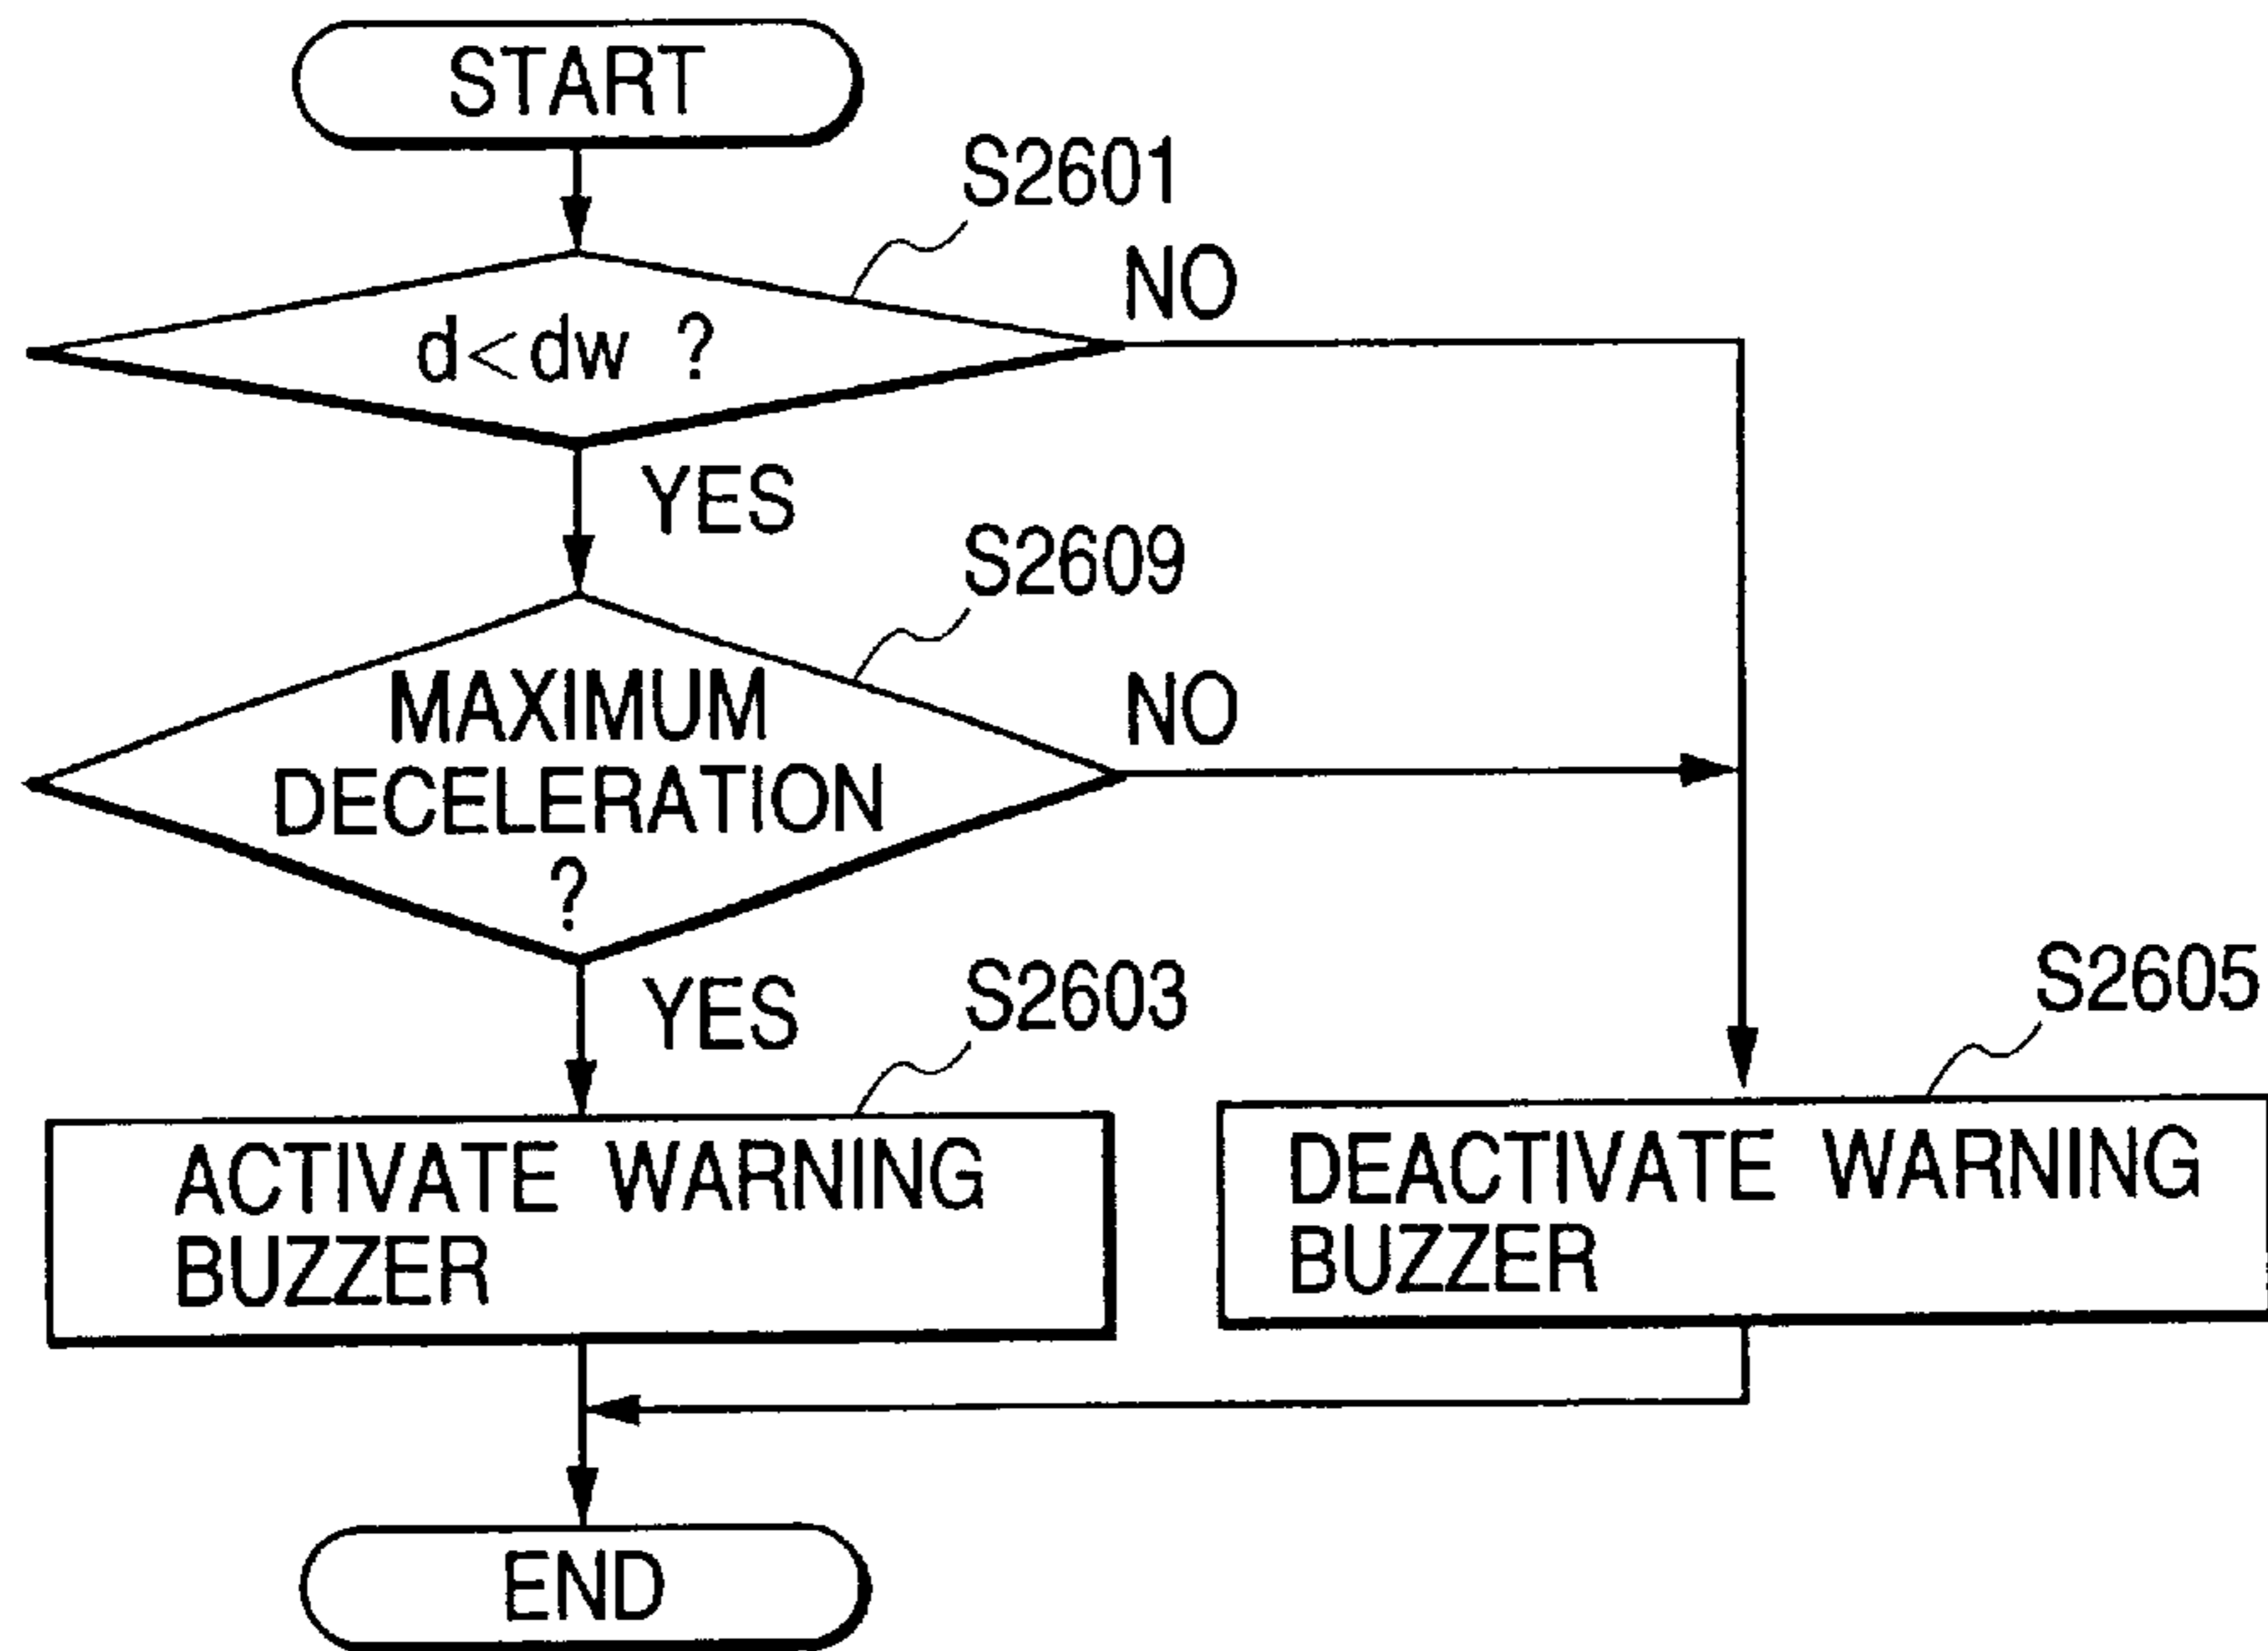 START
S2601
d<dw ?
NO
YES
S2609
MAXIMUM
DECELERATION
?
NO
YES
S2603
S2605
ACTIVATE WARNING
BUZZER
DEACTIVATE WARNING
BUZZER
END